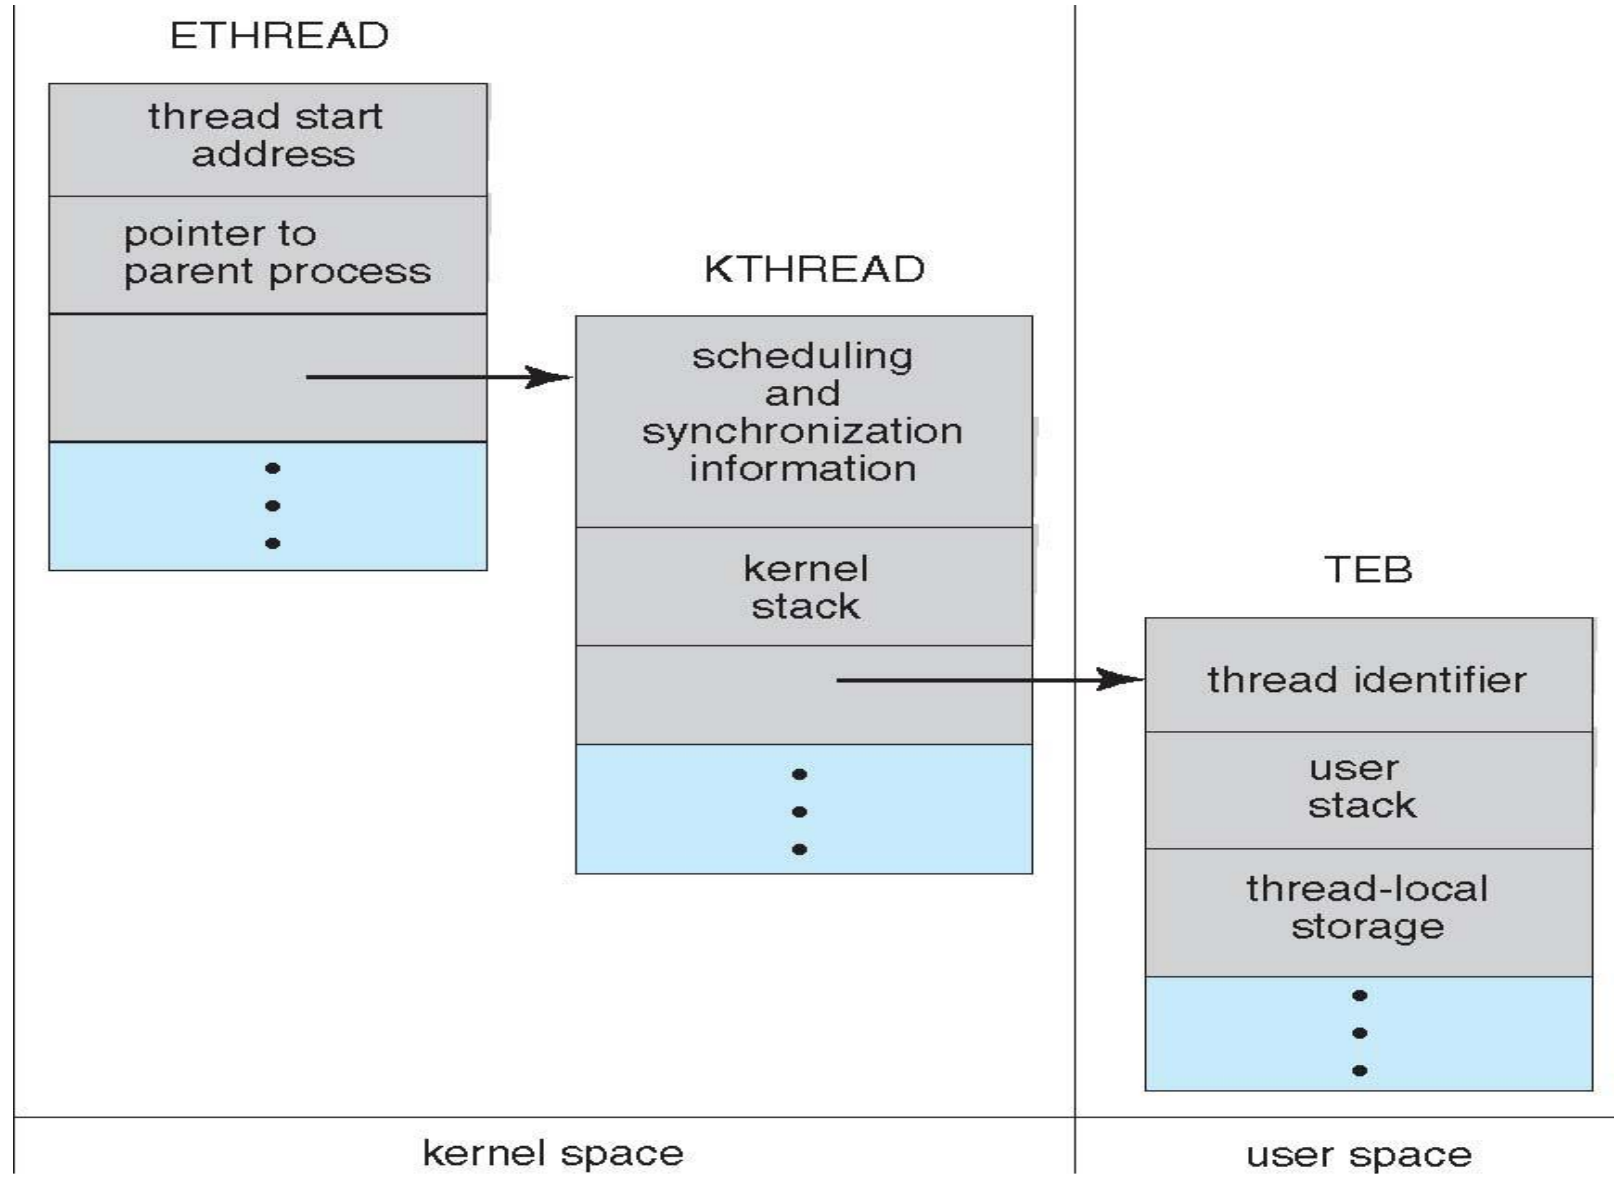 ETHREAD
thread start
address
pointer to
parent process
KTHREAD
scheduling
and
synchronization
information
kernel
stack
TEB
thread identifier
user
stack
thread-local
storage
kernel space
user space